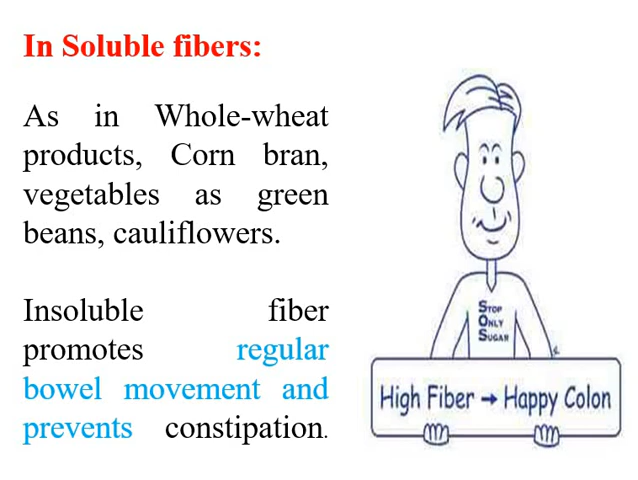 In Soluble fibers:
As in Whole-wheat
products, Corn bran,
vegetables as green
beans, cauliflowers.
Insoluble fiber
promotes regular
bowel movement and
prevents constipation.
STOP
ONLY
SUGAR
High Fiber → Happy Colon